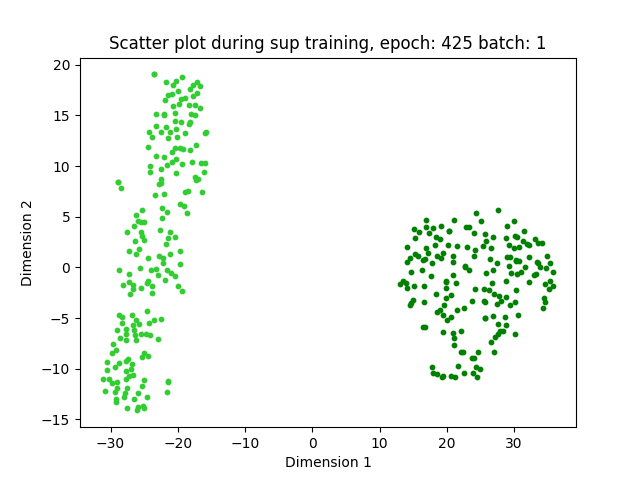 Scatter plot during sup training, epoch: 425 batch: 1
20
15
10
5
0
−5
−10
−15
Dimension 2
−30 −20 −10 0 10 20 30
Dimension 1